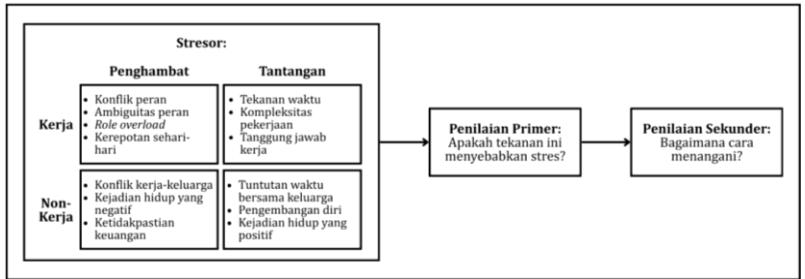 Stresor:
Penghambat
Tantangan
Kerja
• Konflik peran
• Ambiguitas peran
• Role overload
• Kerepotan sehari-
hari
• Tekanan waktu
• Kompleksitas
pekerjaan
• Tanggung jawab
kerja
Non-
Kerja
• Konflik kerja-keluarga
• Kejadian hidup yang
negatif
• Ketidakpastian
keuangan
• Tuntutan waktu
bersama keluarga
• Pengembangan diri
• Kejadian hidup yang
positif
Penilaian Primer:
Apakah tekanan ini
menyebabkan stres?
Penilaian Sekunder:
Bagaimana cara
menangani?